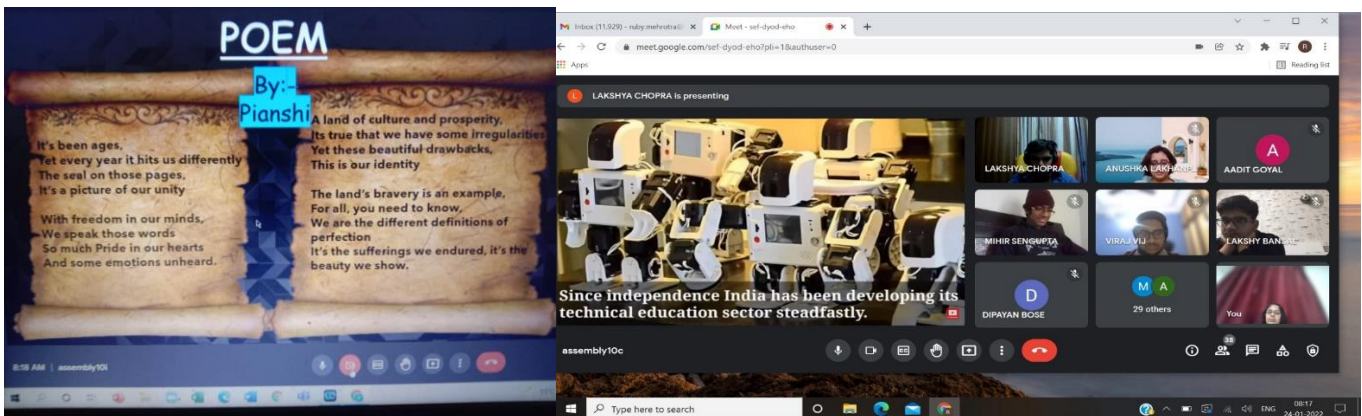 POEM
By:-
Pianshi
It's been ages,
Yet every year it hits us differently
The seal on those pages,
It's a picture of our unity
With freedom in our minds,
We speak those words
So much Pride in our hearts
And some emotions unheard.
A land of culture and prosperity,
Its true that we have some irregularities
Yet these beautiful drawbacks,
This is our identity
The land's bravery is an example,
For all, you need to know,
We are the different definitions of
perfection
It's the sufferings we endured, it's the
beauty we show.
8:18 AM | assembly10i
Inbox (11,929) - ruby.mehrotra@
Meet - sef-dyod-eho
meet.google.com/sef-dyod-eho?pli=1&authuser=0
R
Apps
Reading list
L
LAKSHYA CHOPRA is presenting
Since independence India has been developing its
technical education sector steadfastly.
LAKSHYA CHOPRA
ANUSHKA LAKHANP
A
AADIT GOYAL
MIHIR SENGUPTA
VIRAJ VIJ
LAKSHY BANSAL
D
DIPAYAN BOSE
M A
29 others
You
assembly10c
38
Type here to search
ENG
08:17
24-01-2022